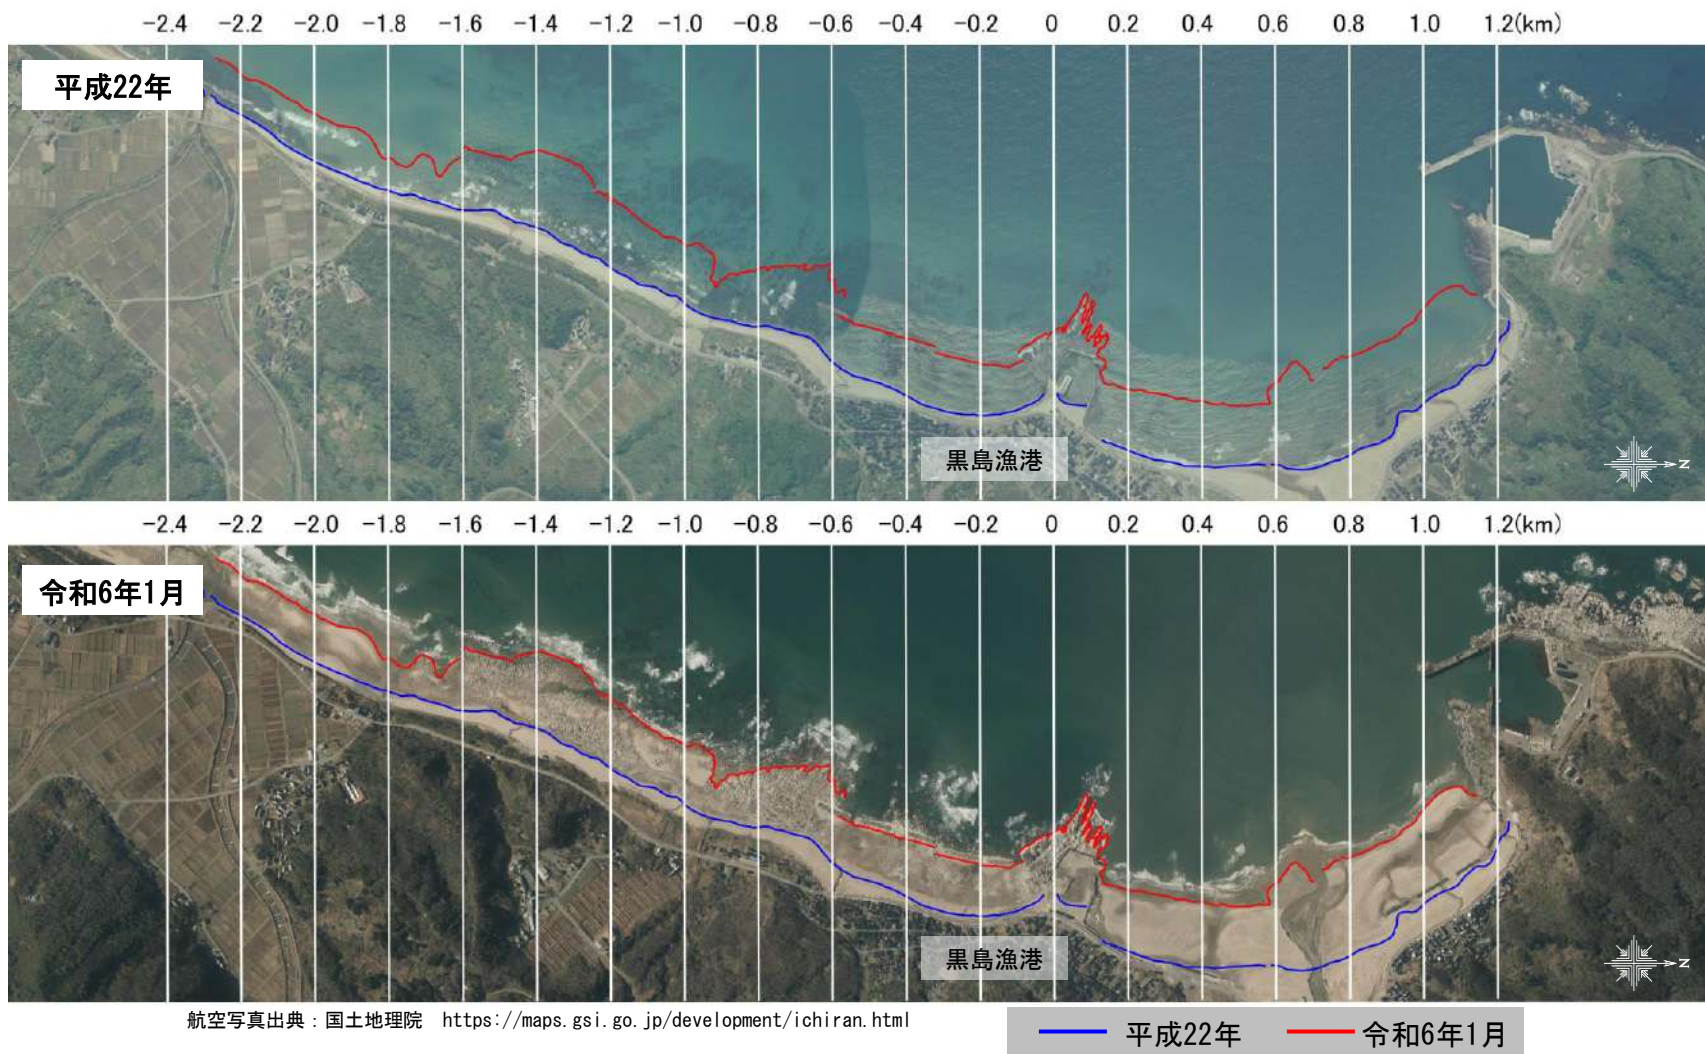 -2.4 -2.2 -2.0 -1.8 -1.6 -1.4 -1.2 -1.0 -0.8 -0.6 -0.4 -0.2 0 0.2 0.4 0.6 0.8 1.0 1.2(km)
平成22年
黒島漁港
N
-2.4 -2.2 -2.0 -1.8 -1.6 -1.4 -1.2 -1.0 -0.8 -0.6 -0.4 -0.2 0 0.2 0.4 0.6 0.8 1.0 1.2(km)
令和6年1月
黒島漁港
N
航空写真出典：国土地理院 https://maps.gsi.go.jp/development/ichiran.html
平成22年 令和6年1月